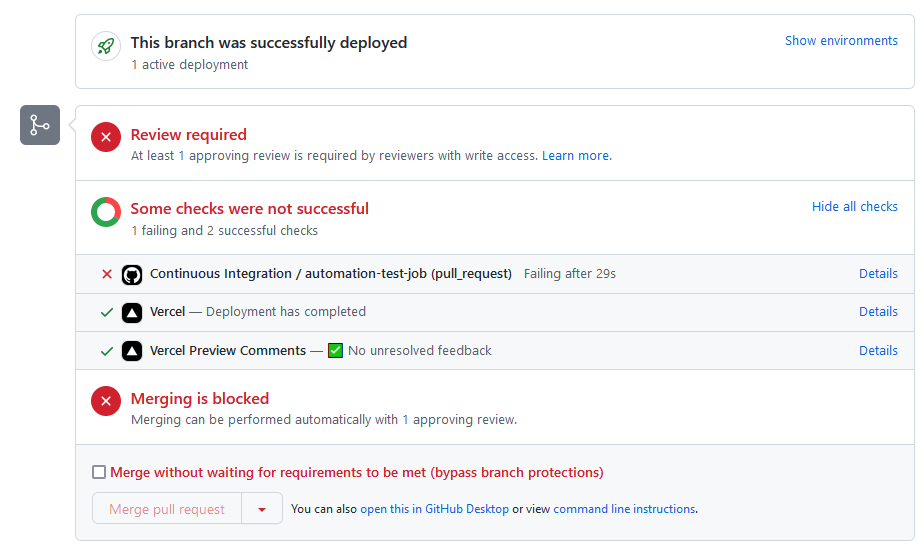 This branch was successfully deployed
Show environments
1 active deployment
Review required
At least 1 approving review is required by reviewers with write access. Learn more.
Some checks were not successful
Hide all checks
1 failing and 2 successful checks
Continuous Integration / automation-test-job (pull_request) Failing after 29s Details
Vercel — Deployment has completed Details
Vercel Preview Comments — ✅ No unresolved feedback Details
Merging is blocked
Merging can be performed automatically with 1 approving review.
Merge without waiting for requirements to be met (bypass branch protections)
Merge pull request You can also open this in GitHub Desktop or view command line instructions.